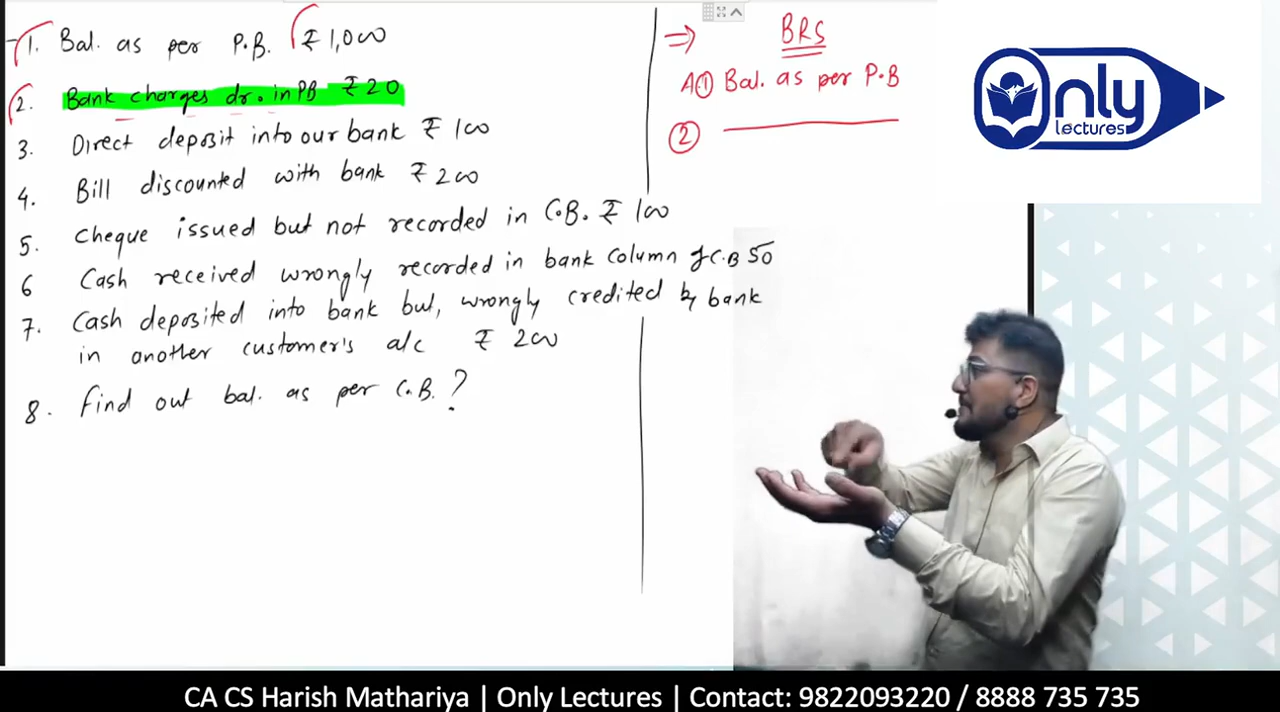 1. Bal. as per P.B. ₹ 1,000
2. Bank charges dr. in PB ₹ 20
3. Direct deposit into our bank ₹ 100
4. Bill discounted with bank ₹ 200
5. Cheque issued but not recorded in C.B. ₹ 100
6 Cash received wrongly recorded in bank column of C.B 50
7. Cash deposited into bank but, wrongly credited by bank
in another customer's a/c ₹ 200
8. Find out bal. as per C.B. ?
⇒ BRS
A① Bal. as per P.B
②
Only
Lectures
CA CS Harish Mathariya | Only Lectures | Contact: 9822093220 / 8888 735 735